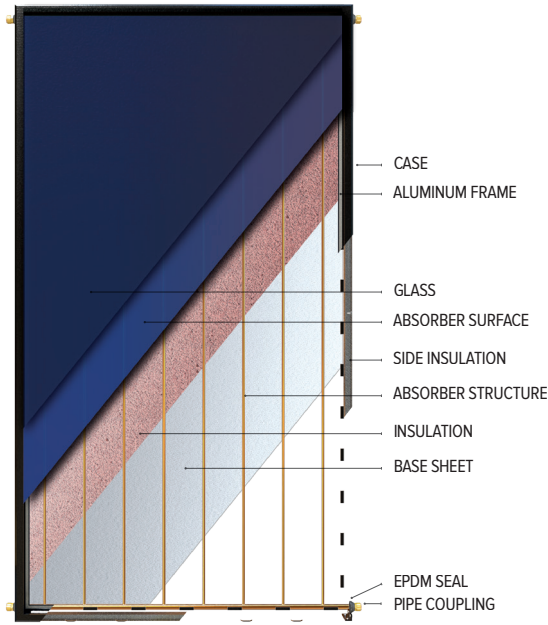 CASE
ALUMINUM FRAME
GLASS
ABSORBER SURFACE
SIDE INSULATION
ABSORBER STRUCTURE
INSULATION
BASE SHEET
EPDM SEAL
PIPE COUPLING